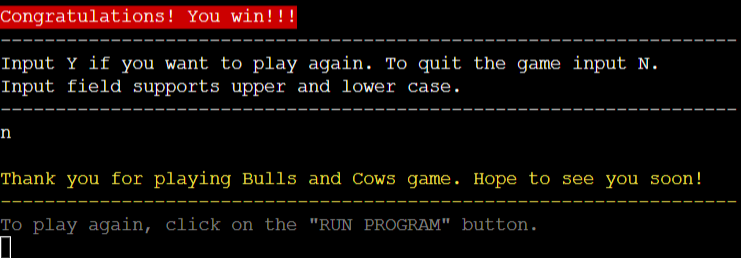 Congratulations! You win!!!
--------------------------------------------------------------------------------
Input Y if you want to play again. To quit the game input N.
Input field supports upper and lower case.
--------------------------------------------------------------------------------
n
Thank you for playing Bulls and Cows game. Hope to see you soon!
--------------------------------------------------------------------------------
To play again, click on the "RUN PROGRAM" button.